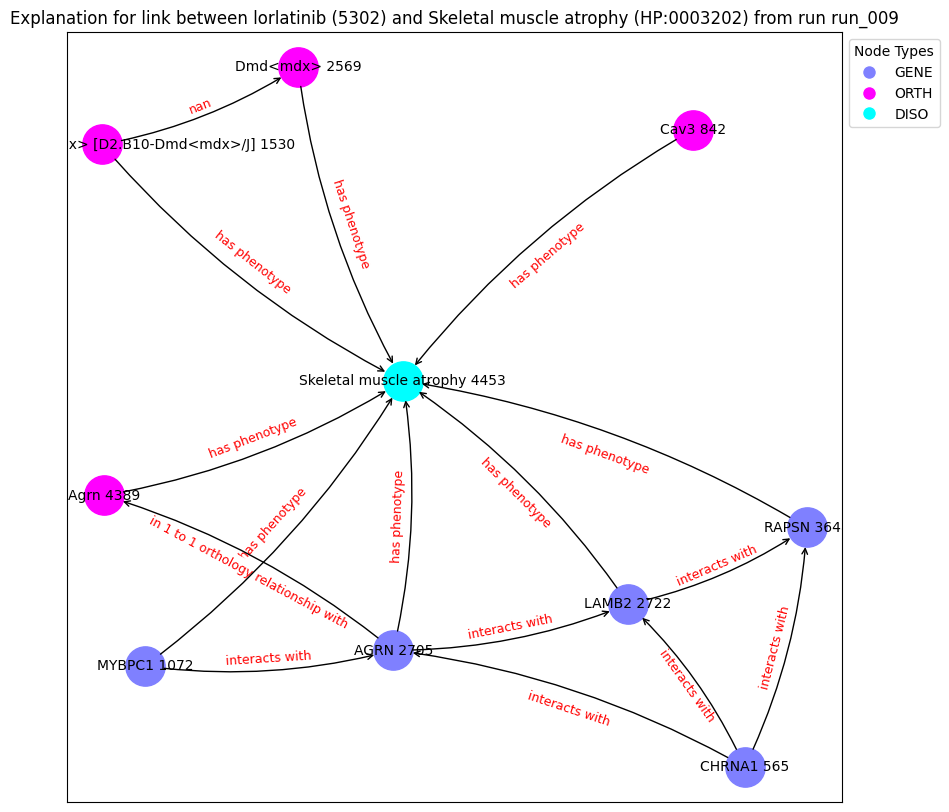 Explanation for link between lorlatinib (5302) and Skeletal muscle atrophy (HP:0003202) from run run_009
Node Types
GENE
ORTH
DISO
Dmd<mdx> 2569
nan
x> [D2.B10-Dmd<mdx>/J] 1530
Cav3 842
has phenotype
has phenotype
has phenotype
Skeletal muscle atrophy 4453
has phenotype
has phenotype
has phenotype
has phenotype
has phenotype
Agrn 4389
in 1 to 1 orthology relationship with
RAPSN 364
interacts with
LAMB2 2722
interacts with
AGRN 2705
interacts with
MYBPC1 1072
interacts with
interacts with
interacts with
CHRNA1 565